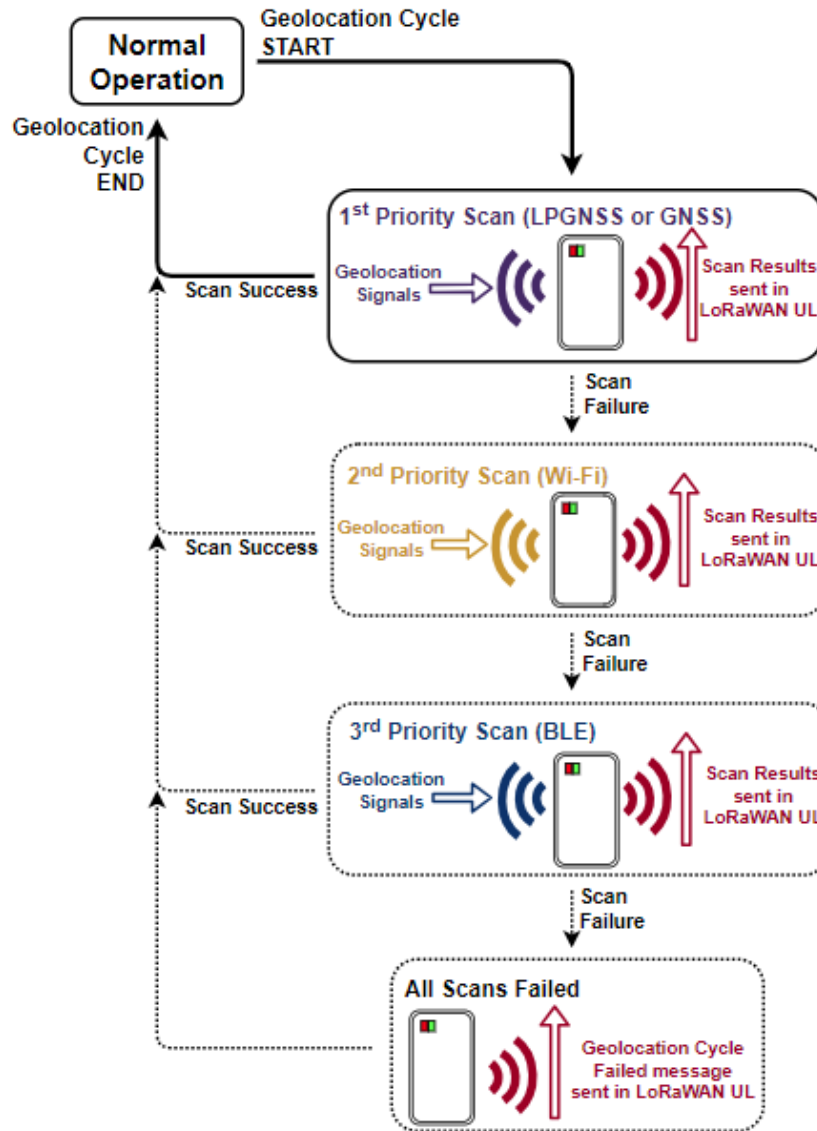 Normal
Operation
Geolocation Cycle
START
Geolocation
Cycle
END
1st Priority Scan (LPGNSS or GNSS)
Geolocation
Signals
Scan Results
sent in
LoRaWAN UL
Scan Success
Scan
Failure
2nd Priority Scan (Wi-Fi)
Geolocation
Signals
Scan Results
sent in
LoRaWAN UL
Scan Success
Scan
Failure
3rd Priority Scan (BLE)
Geolocation
Signals
Scan Results
sent in
LoRaWAN UL
Scan Success
Scan
Failure
All Scans Failed
Geolocation Cycle
Failed message
sent in LoRaWAN UL